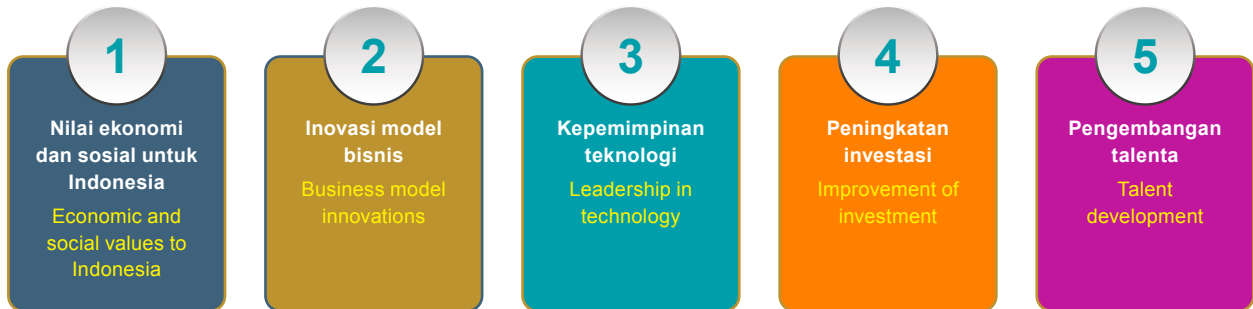 1
Nilai ekonomi
dan sosial untuk
Indonesia
Economic and
social values to
Indonesia
2
Inovasi model
bisnis
Business model
innovations
3
Kepemimpinan
teknologi
Leadership in
technology
4
Peningkatan
investasi
Improvement of
investment
5
Pengembangan
talenta
Talent
development